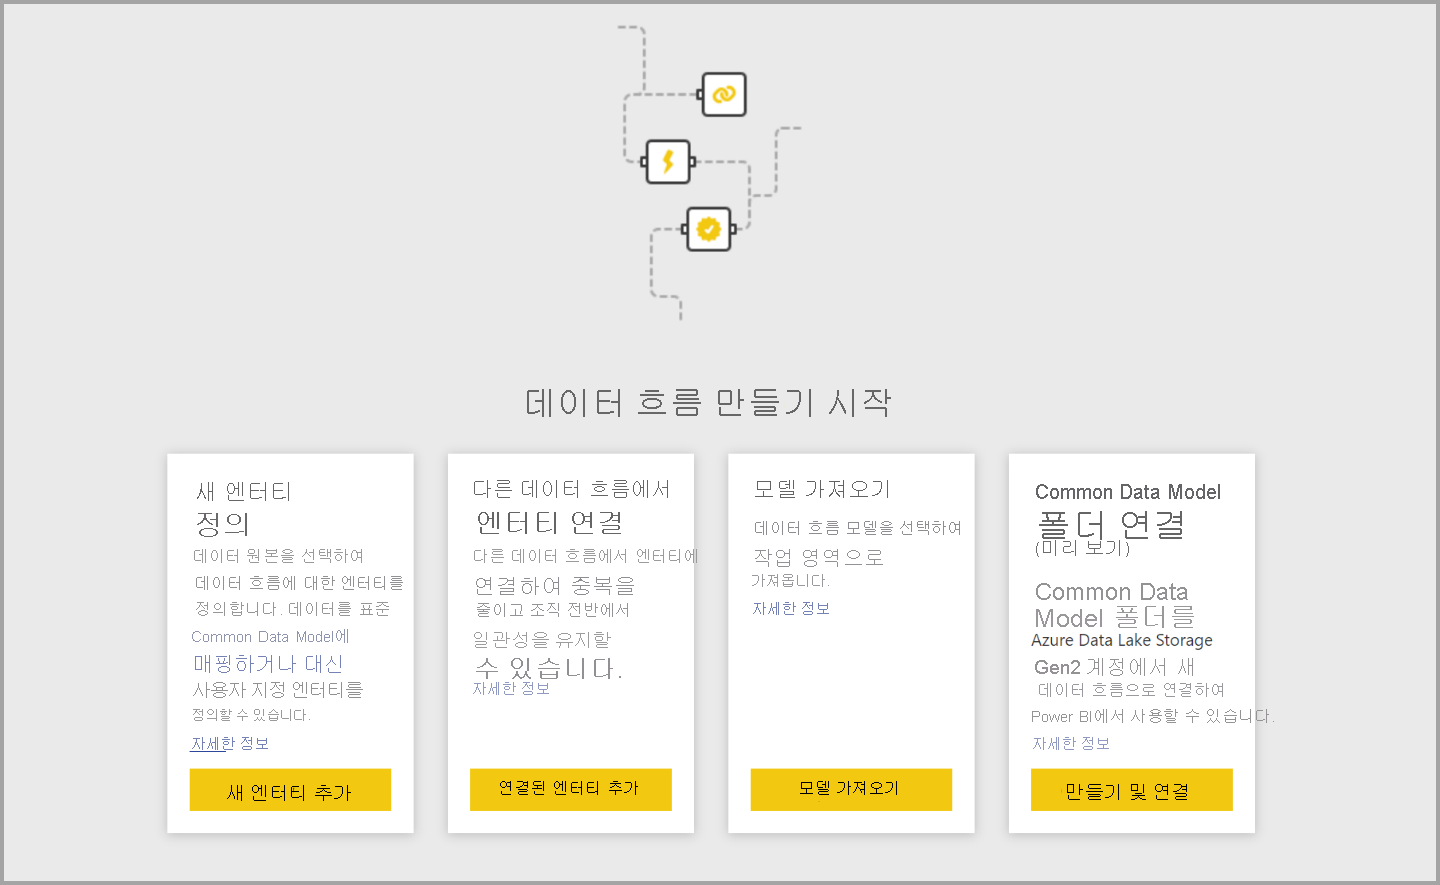 데이터 흐름 만들기 시작
새 엔터티
정의
데이터 원본을 선택하여
데이터 흐름에 대한 엔터티를
정의합니다. 데이터를 표준
Common Data Model에
매핑하거나 대신
사용자 지정 엔터티를
정의할 수 있습니다.
자세한 정보
새 엔터티 추가
다른 데이터 흐름에서
엔터티 연결
다른 데이터 흐름에서 엔터티에
연결하여 중복을
줄이고 조직 전반에서
일관성을 유지할
수 있습니다.
자세한 정보
연결된 엔터티 추가
모델 가져오기
데이터 흐름 모델을 선택하여
작업 영역으로
가져옵니다.
자세한 정보
모델 가져오기
Common Data Model
폴더 연결
(미리 보기)
Common Data
Model 폴더를
Azure Data Lake Storage
Gen2 계정에서 새
데이터 흐름으로 연결하여
Power BI에서 사용할 수 있습니다.
자세한 정보
만들기 및 연결